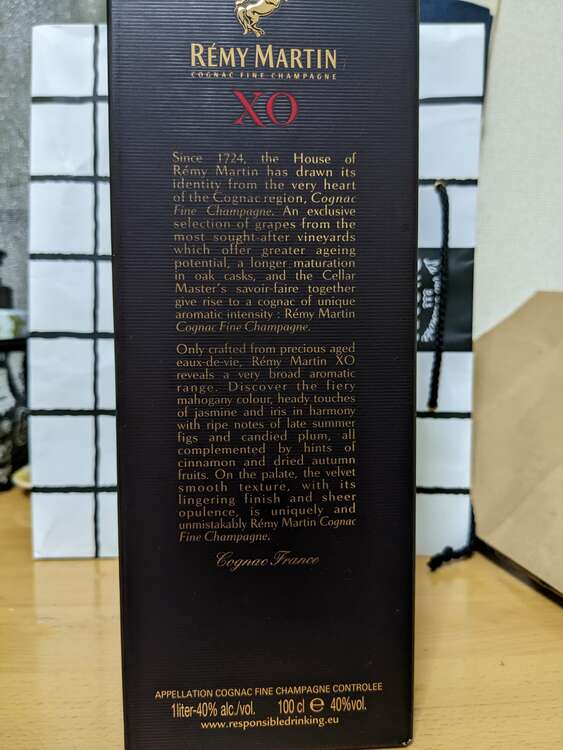 RÉMY MARTIN
COGNAC FINE CHAMPAGNE
XO
Since 1724, the House of
Rémy Martin has drawn its
identity from the very heart
of the Cognac region, Cognac
Fine Champagne. An exclusive
selection of grapes from the
most sought-after vineyards
which offer greater ageing
potential, a longer maturation
in oak casks, and the Cellar
Master's savoir-faire together
give rise to a cognac of unique
aromatic intensity : Rémy Martin
Cognac Fine Champagne.
Only crafted from precious aged
eaux-de-vie, Rémy Martin XO
reveals a very broad aromatic
range. Discover the fiery
mahogany colour, heady touches
of jasmine and iris in harmony
with ripe notes of late summer
figs and candied plum, all
complemented by hints of
cinnamon and dried autumn
fruits. On the palate, the velvet
smooth texture, with its
lingering finish and sheer
opulence, is uniquely and
unmistakably Rémy Martin Cognac
Fine Champagne.
Cognac France
APPELLATION COGNAC FINE CHAMPAGNE CONTROLEE
1liter-40% alc./vol. 100 cl e 40%vol.
www.responsibledrinking.eu